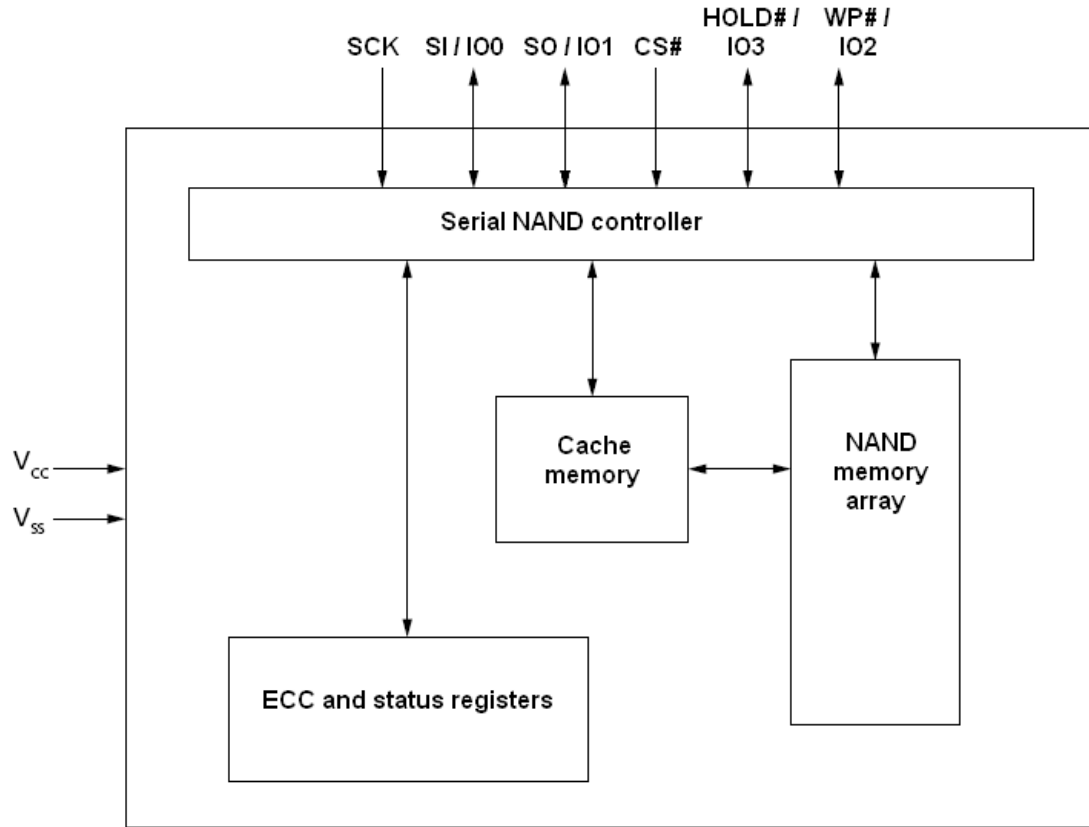 HOLD# /
WP# /
SCK
SI / IO0
SO / IO1
CS#
IO3
IO2
Serial NAND controller
Cache
memory
NAND
memory
array
Vcc
Vss
ECC and status registers